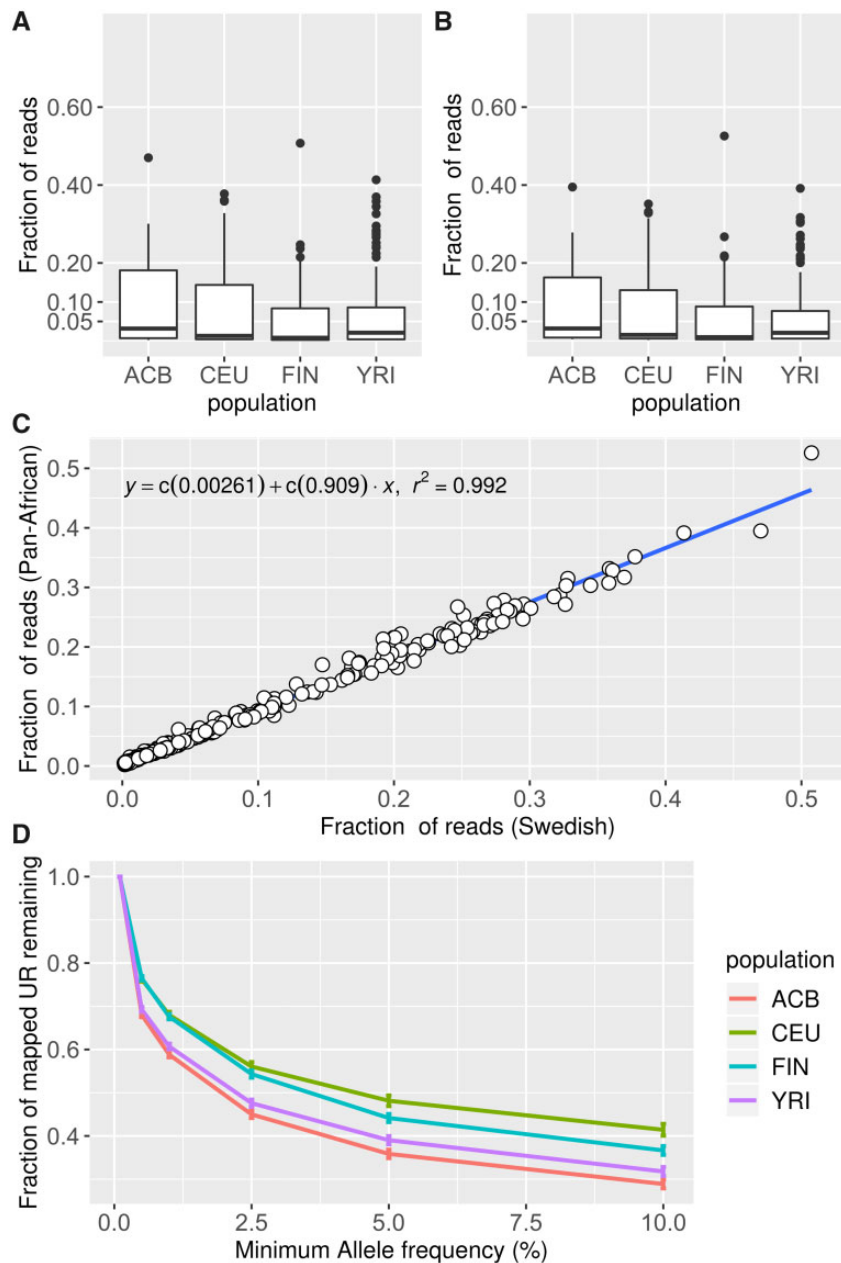 A
B
Fraction of reads
0.60
0.40
0.20
0.10
0.05
ACB CEU FIN YRI
population
Fraction of reads
0.60
0.40
0.20
0.10
0.05
ACB CEU FIN YRI
population
C
Fraction of reads (Pan-African)
0.5
0.4
0.3
0.2
0.1
0.0
y = c(0.00261) + c(0.909) · x, r² = 0.992
0.0 0.1 0.2 0.3 0.4 0.5
Fraction of reads (Swedish)
D
Fraction of mapped UR remaining
1.0
0.8
0.6
0.4
0.0 2.5 5.0 7.5 10.0
Minimum Allele frequency (%)
population
ACB
CEU
FIN
YRI